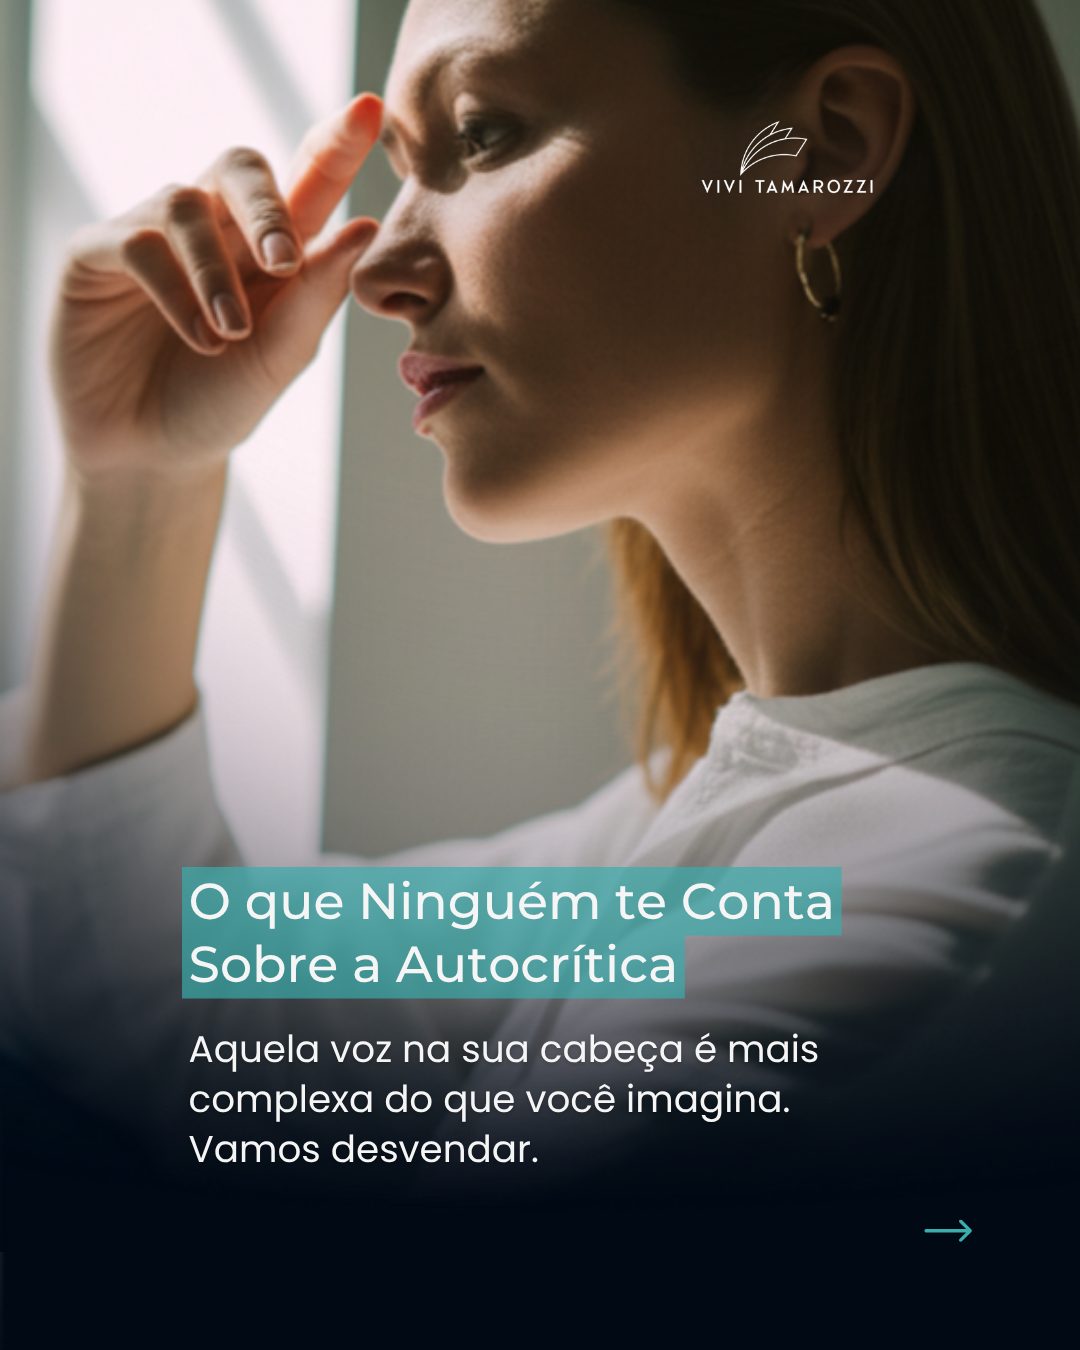 VIVI TAMAROZZI
O que Ninguém te Conta
Sobre a Autocrítica
Aquela voz na sua cabeça é mais
complexa do que você imagina.
Vamos desvendar.